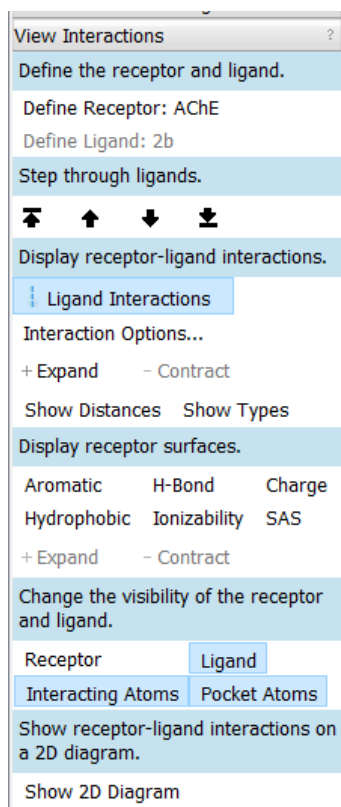 View Interactions ?
Define the receptor and ligand.
Define Receptor: AChE
Define Ligand: 2b
Step through ligands.
Display receptor-ligand interactions.
Ligand Interactions
Interaction Options...
+ Expand - Contract
Show Distances Show Types
Display receptor surfaces.
Aromatic H-Bond Charge
Hydrophobic Ionizability SAS
+ Expand - Contract
Change the visibility of the receptor
and ligand.
Receptor Ligand
Interacting Atoms Pocket Atoms
Show receptor-ligand interactions on
a 2D diagram.
Show 2D Diagram